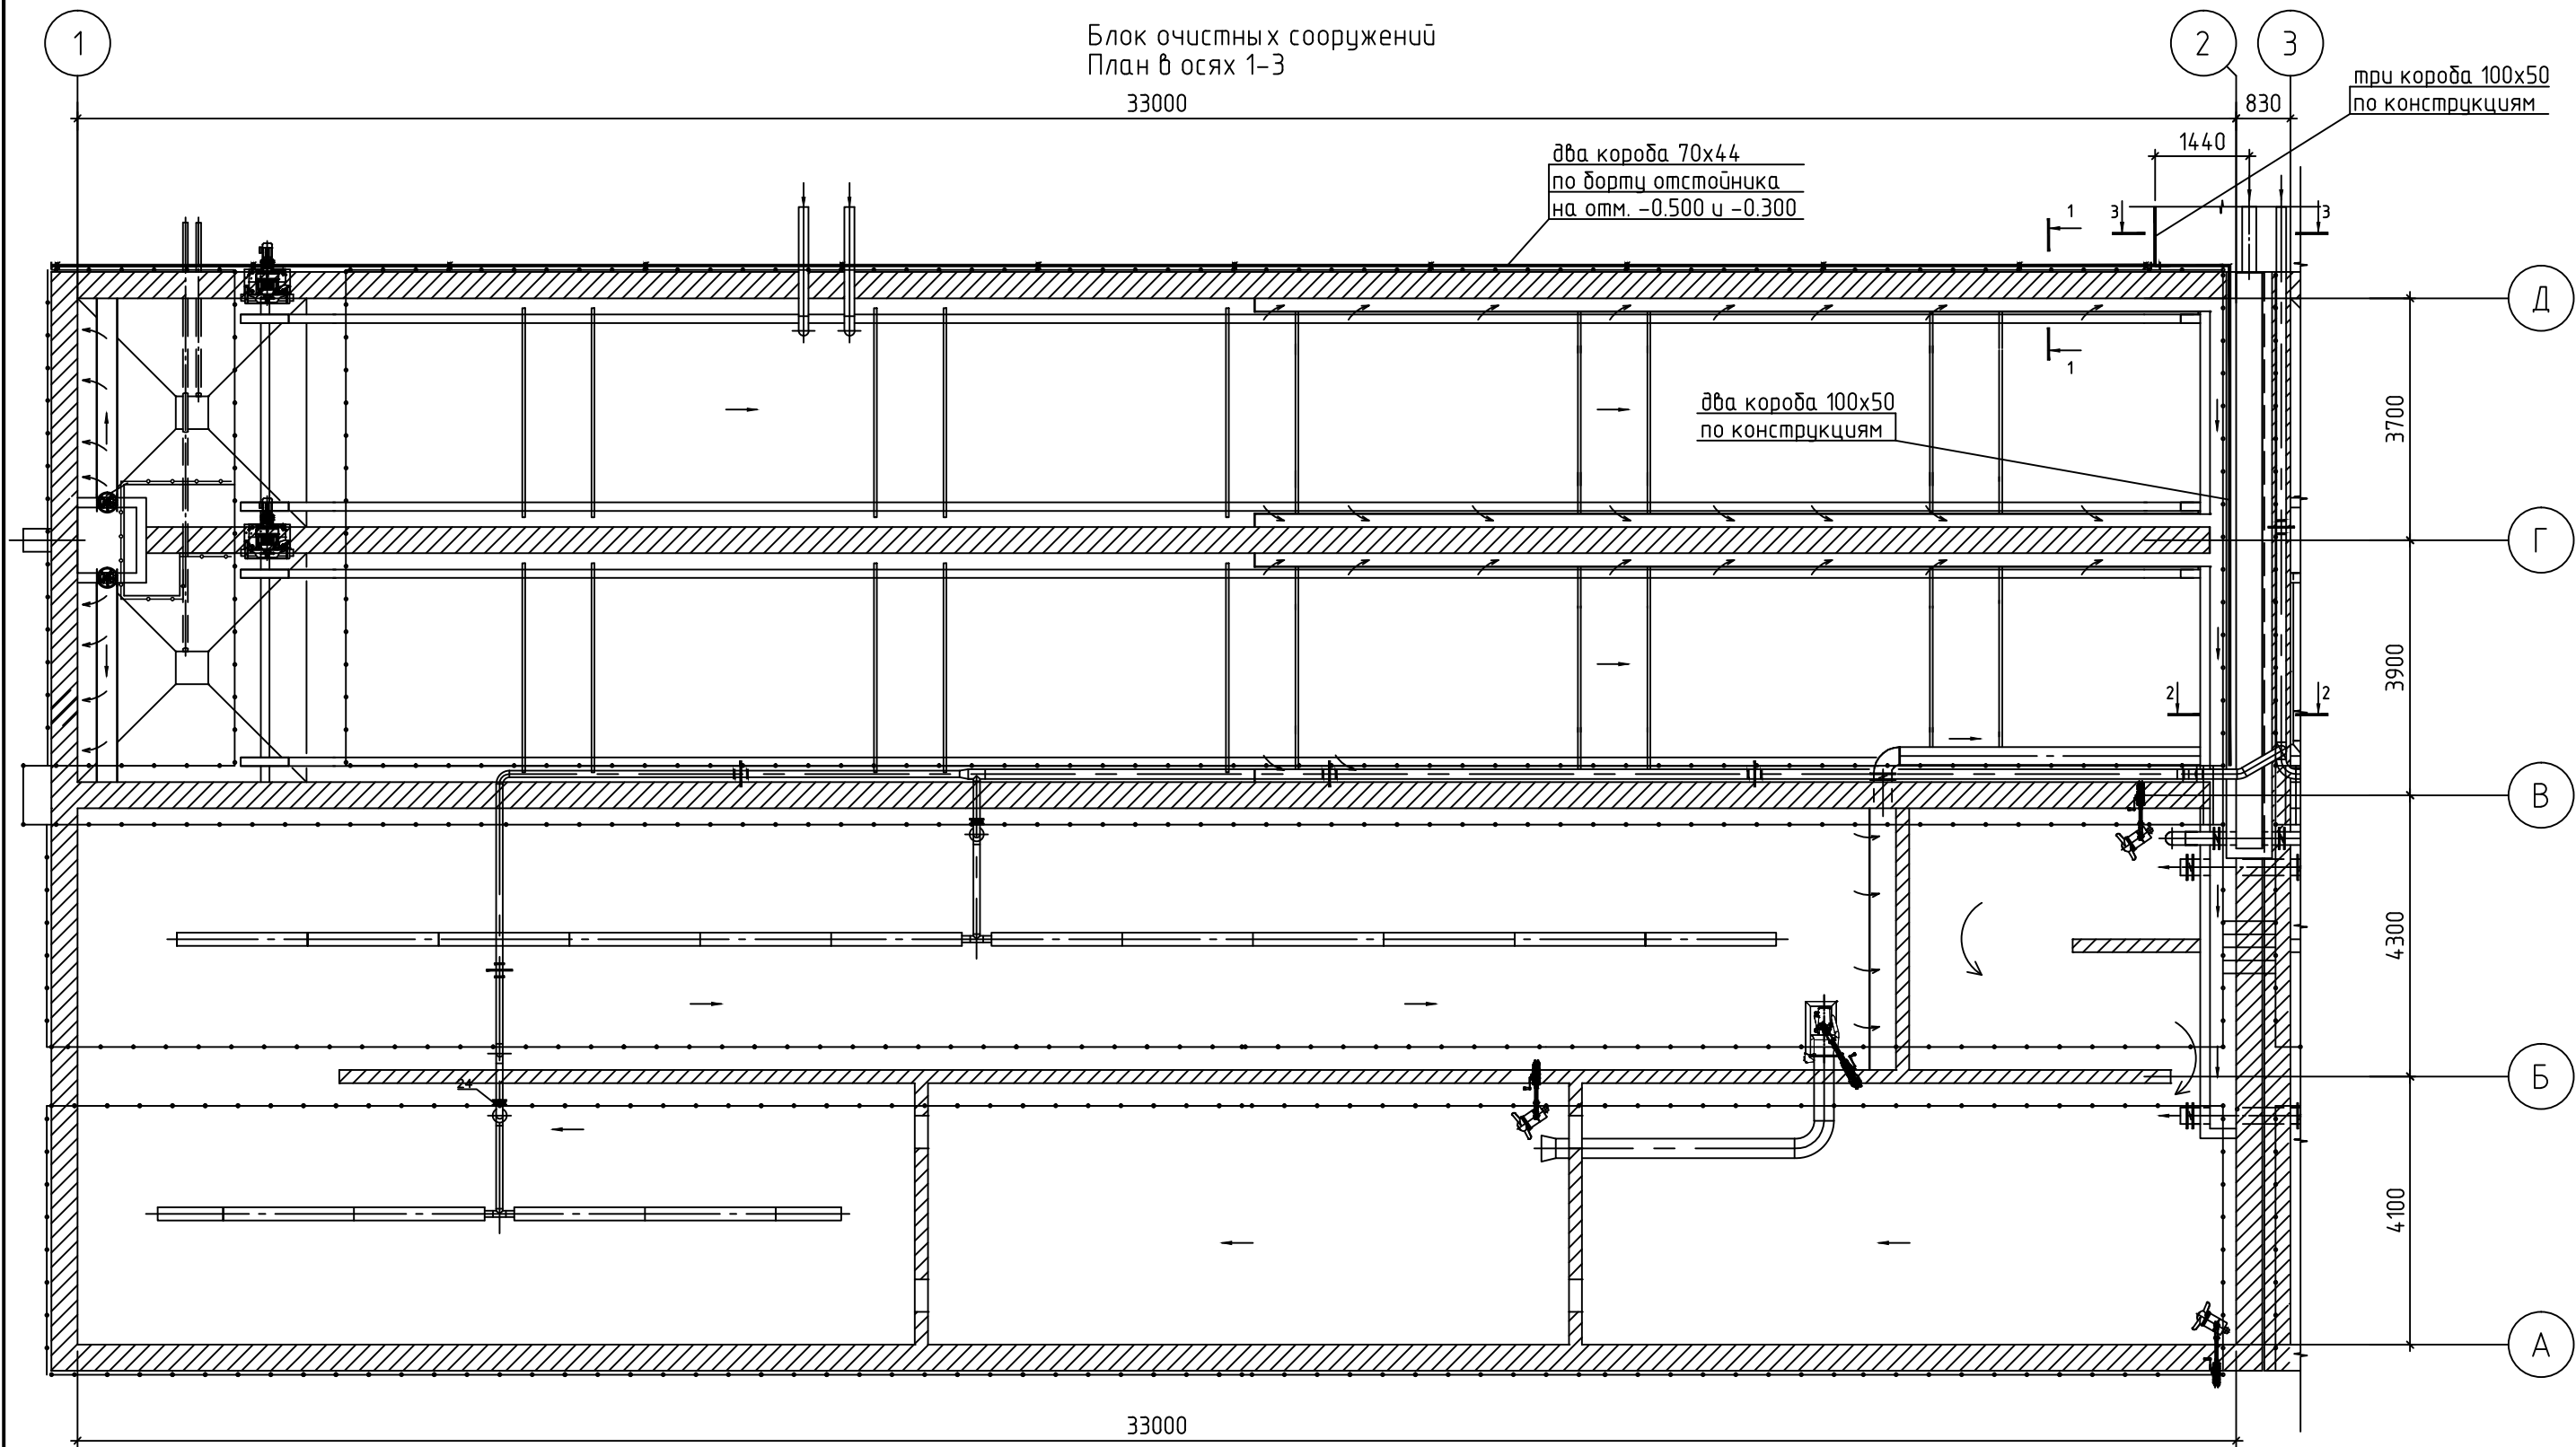 1
Блок очистных сооружений
План в осях 1-3
2
3
33000
830
три короба 100х50
по конструкциям
1440
два короба 70х44
по борту отстойника
на отм. -0.500 и -0.300
3
1
3
Д
1
два короба 100х50
по конструкциям
3700
Г
3900
2
2
В
4300
24
Б
4100
А
33000